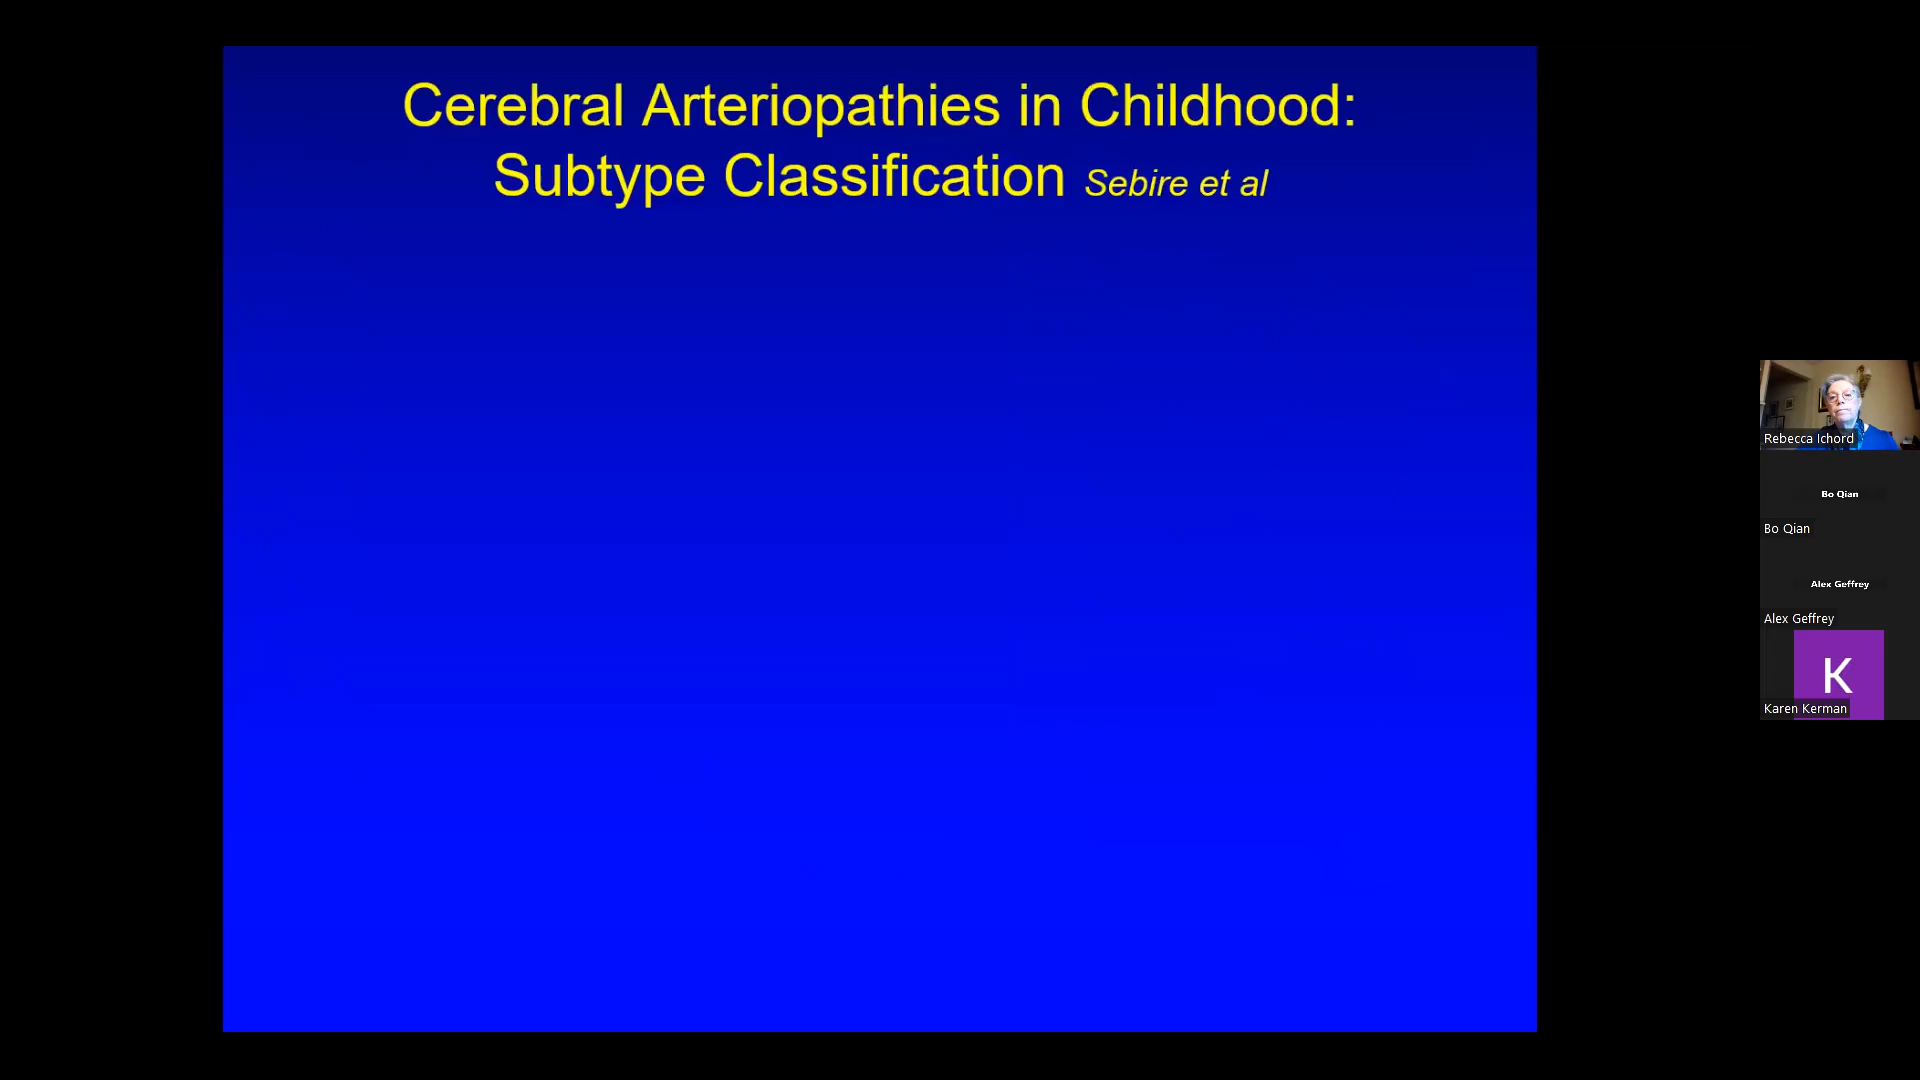 Cerebral Arteriopathies in Childhood:
Subtype Classification Sebire et al
Rebecca Ichord
Bo Qian
Bo Qian
Alex Geffrey
Alex Geffrey
K
Karen Kerman